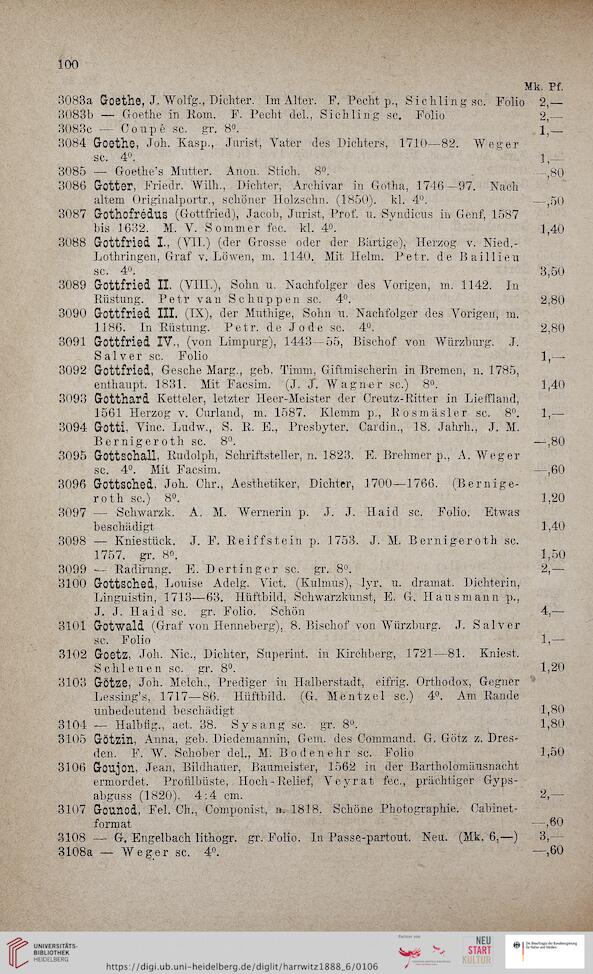 100
Mk. Pf.
3083a Goethe, J. Wolfg., Dichter. Im Alter. F. Pecht p., Sichling sc. Folio 2,—
3083b — Goethe in Rom. F. Pecht del., Sichling sc. Folio 2,—
3083c — Coupé sc. gr. 8⁰. 1,—
3084 Goethe, Joh. Kasp., Jurist, Vater des Dichters, 1710—82. Weger
sc. 4⁰. 1,—
3085 — Goethe's Mutter. Anon. Stich. 8⁰. —,80
3086 Gotter, Friedr. Wilh., Dichter, Archivar in Gotha, 1746—97. Nach
altem Originalportr., schöner Holzschn. (1850). kl. 4⁰. —,50
3087 Gothofrédus (Gottfried), Jacob, Jurist, Prof. u. Syndicus in Genf, 1587
bis 1632. M. V. Sommer fec. kl. 4⁰. 1,40
3088 Gottfried I., (VII.) (der Grosse oder der Bärtige), Herzog v. Nied.-
Lothringen, Graf v. Löwen, m. 1140. Mit Helm. Petr. de Baillieu
sc. 4⁰. 3,50
3089 Gottfried II. (VIII.), Sohn u. Nachfolger des Vorigen, m. 1142. In
Rüstung. Petr van Schuppen sc. 4⁰. 2,80
3090 Gottfried III. (IX), der Muthige, Sohn u. Nachfolger des Vorigen, m.
1186. In Rüstung. Petr. de Jode sc. 4⁰. 2,80
3091 Gottfried IV., (von Limpurg), 1443—55, Bischof von Würzburg. J.
Salver sc. Folio 1,—
3092 Gottfried, Gesche Marg., geb. Timm, Giftmischerin in Bremen, n. 1785,
enthaupt. 1831. Mit Facsim. (J. J. Wagner sc.) 8⁰. 1,40
3093 Gotthard Ketteler, letzter Heer-Meister der Creutz-Ritter in Lieffland,
1561 Herzog v. Curland, m. 1587. Klemm p., Rosmäsler sc. 8⁰. 1,—
3094 Gotti, Vinc. Ludw., S. R. E., Presbyter. Cardin., 18. Jahrh., J. M.
Bernigeroth sc. 8⁰. —,80
3095 Gottschall, Rudolph, Schriftsteller, n. 1823. E. Brehmer p., A. Weger
sc. 4⁰. Mit Facsim. —,60
3096 Gottsched, Joh. Chr., Aesthetiker, Dichter, 1700—1766. (Bernige-
roth sc.) 8⁰. 1,20
3097 — Schwarzk. A. M. Wernerin p. J. J. Haid sc. Folio. Etwas
beschädigt 1,40
3098 — Kniestück. J. F. Reiffstein p. 1753. J. M. Bernigeroth sc.
1757. gr. 8⁰. 1,50
3099 — Radirung. E. Dertinger sc. gr. 8⁰. 2,—
3100 Gottsched, Louise Adelg. Vict. (Kulmus), lyr. u. dramat. Dichterin,
Linguistin, 1713—63. Hüftbild, Schwarzkunst, E. G. Hausmann p.,
J. J. Haid sc. gr. Folio. Schön 4,—
3101 Gotwald (Graf von Henneberg), 8. Bischof von Würzburg. J. Salver
sc. Folio 1,—
3102 Goetz, Joh. Nic., Dichter, Superint. in Kirchberg, 1721—81. Kniest.
Schleuen sc. gr. 8⁰. 1,20
3103 Götze, Joh. Melch., Prediger in Halberstadt, eifrig. Orthodox, Gegner
Lessing's, 1717—86. Hüftbild. (G. Mentzel sc.) 4⁰. Am Rande
unbedeutend beschädigt 1,80
3104 — Halbfig., aet. 38. Sysang sc. gr. 8⁰. 1,80
3105 Götzin, Anna, geb. Diedemannin, Gem. des Command. G. Götz z. Dres-
den. F. W. Schober del., M. Bodenehr sc. Folio 1,50
3106 Goujon, Jean, Bildhauer, Baumeister, 1562 in der Bartholomäusnacht
ermordet. Profilbüste, Hoch-Relief, Veyrat fec., prächtiger Gyps-
abguss (1820). 4:4 cm. 2,—
3107 Gounod, Fel. Ch., Componist, n. 1818. Schöne Photographie. Cabinet-
format —,60
3108 — G. Engelbach lithogr. gr. Folio. In Passe-partout. Neu. (Mk. 6,—) 3,—
3108a — Weger sc. 4⁰. —,60
UNIVERSITÄTS-
BIBLIOTHEK
HEIDELBERG
https://digi.ub.uni-heidelberg.de/diglit/harrwitz1888_6/0106
NEU
START
KULTUR